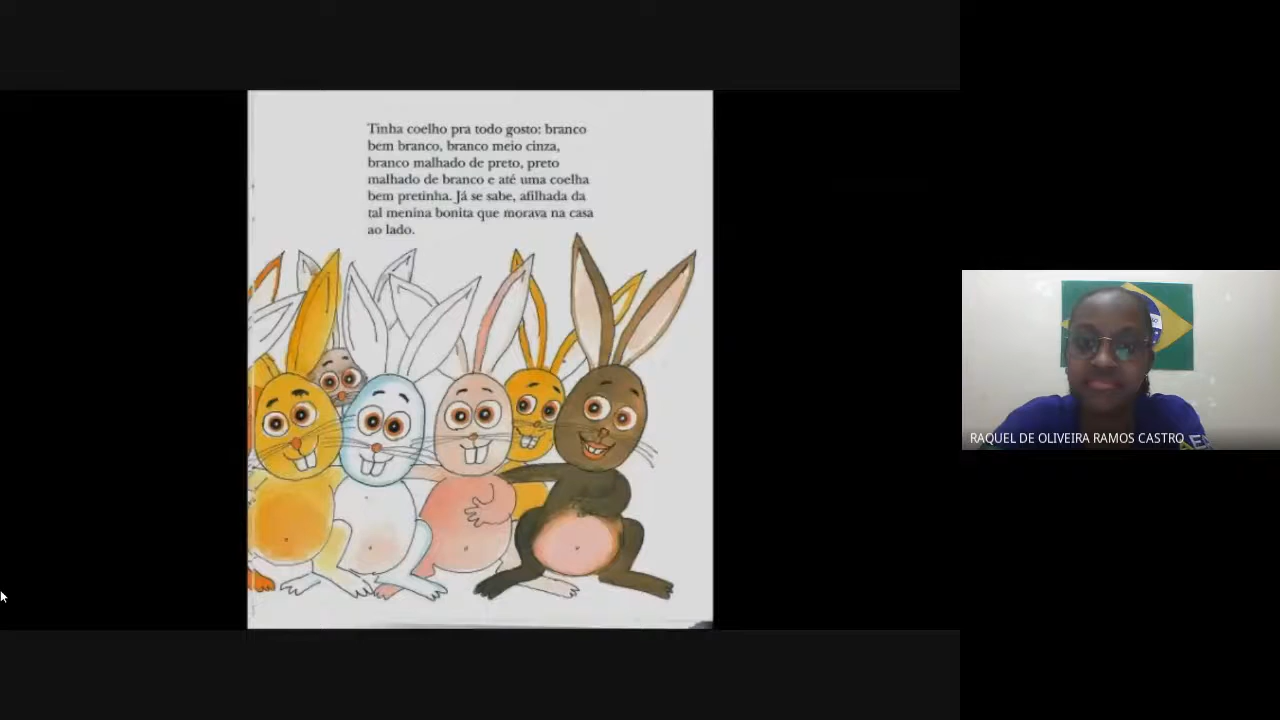 Tinha coelho pra todo gosto: branco
bem branco, branco meio cinza,
branco malhado de preto, preto
malhado de branco e até uma coelha
bem pretinha. Já se sabe, afilhada da
tal menina bonita que morava na casa
ao lado.
RAQUEL DE OLIVEIRA RAMOS CASTRO